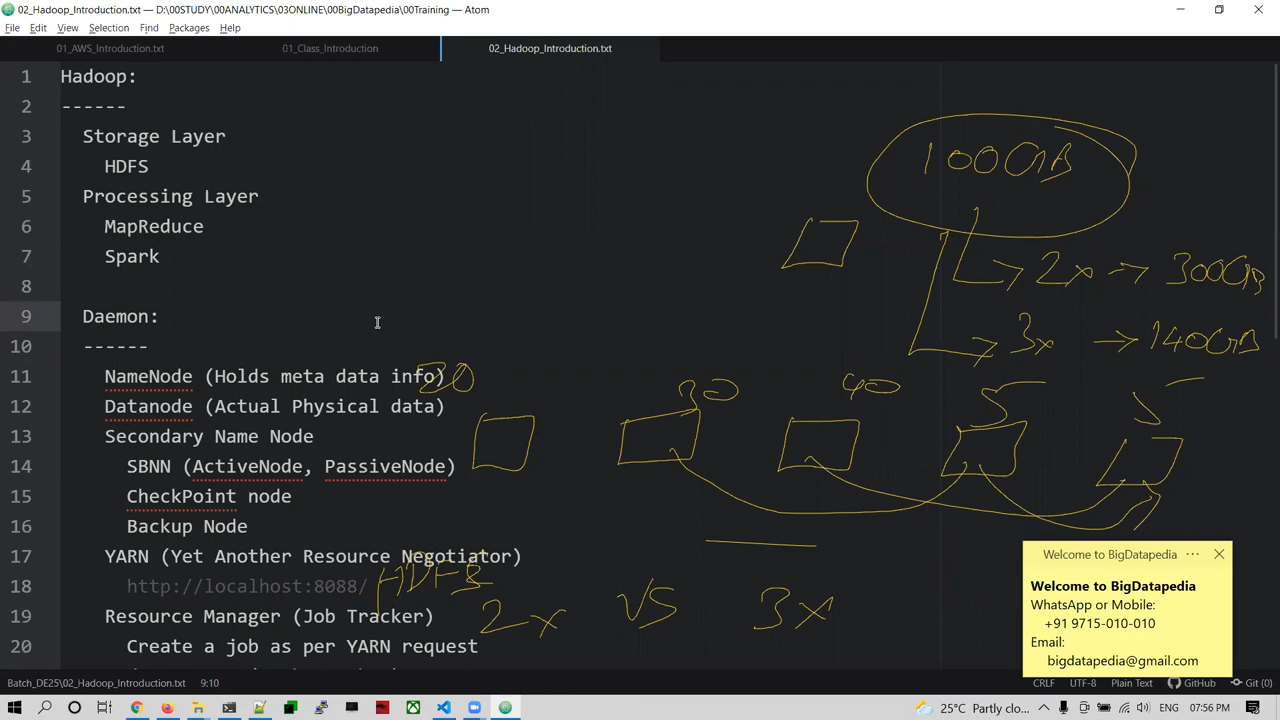 02_Hadoop_Introduction.txt — D:\00STUDY\00ANALYTICS\03ONLINE\00BigDatapedia\00Training — Atom
File Edit View Selection Find Packages Help
01_AWS_Introduction.txt 01_Class_Introduction 02_Hadoop_Introduction.txt
1 Hadoop:
2 ------
3 Storage Layer
4 HDFS
5 Processing Layer
6 MapReduce
7 Spark
8
9 Daemon:
10 ------
11 NameNode (Holds meta data info)
12 Datanode (Actual Physical data)
13 Secondary Name Node
14 SBNN (ActiveNode, PassiveNode)
15 CheckPoint node
16 Backup Node
17 YARN (Yet Another Resource Negotiator)
18 http://localhost:8088/
19 Resource Manager (Job Tracker)
20 Create a job as per YARN request
100GB
2x → 300GB
3x → 140GB
20 30 40 5 5
HDFS
2x VS 3x
Welcome to BigDatapedia
Welcome to BigDatapedia
WhatsApp or Mobile:
+91 9715-010-010
Email:
bigdatapedia@gmail.com
Batch_DE25\02_Hadoop_Introduction.txt 9:10 CRLF UTF-8 Plain Text GitHub Git (0)
25°C Partly clo... ENG 07:56 PM